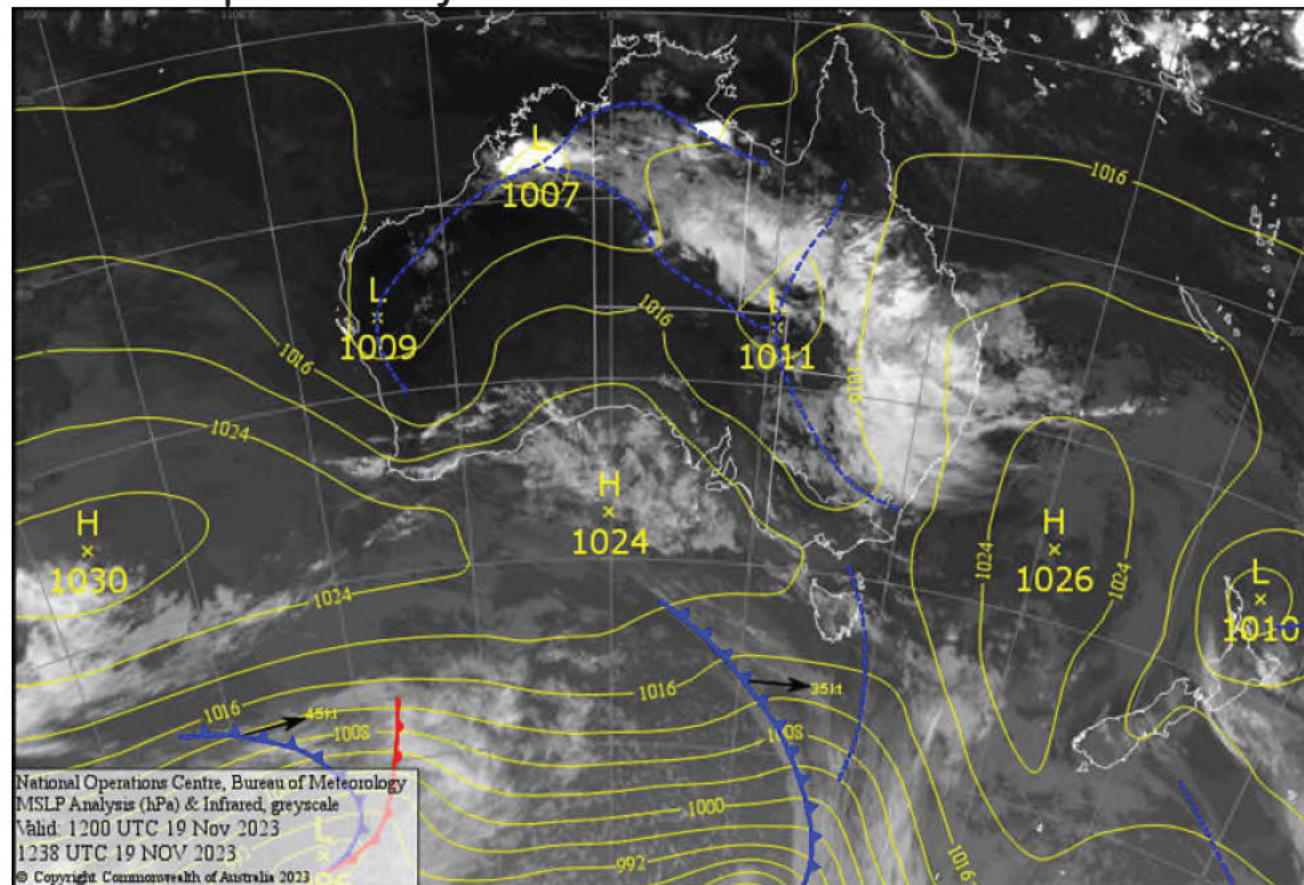 L
1007
1016
L
1009
1016
L
1011
1016
1016
1024
H
1024
H
1030
H
1026
1024
1024
L
1010
1024
1016
35kt
1016
45kt
1008
1008
1000
992
1016
L
National Operations Centre, Bureau of Meteorology
MSLP Analysis (hPa) & Infrared, greyscale
Valid: 1200 UTC 19 Nov 2023
1238 UTC 19 NOV 2023
© Copyright Commonwealth of Australia 2023